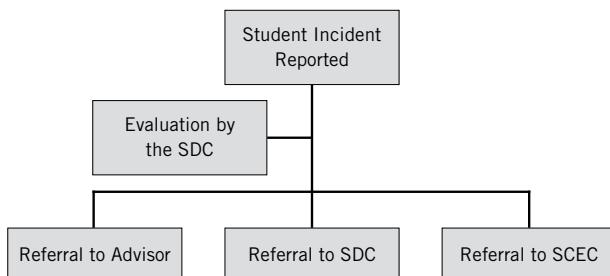 Student Incident
Reported
Evaluation by
the SDC
Referral to Advisor
Referral to SDC
Referral to SCEC